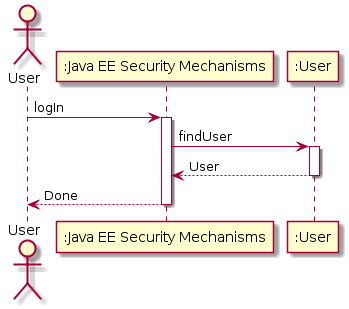 User
:Java EE Security Mechanisms
:User
logIn
findUser
User
Done
User
:Java EE Security Mechanisms
:User